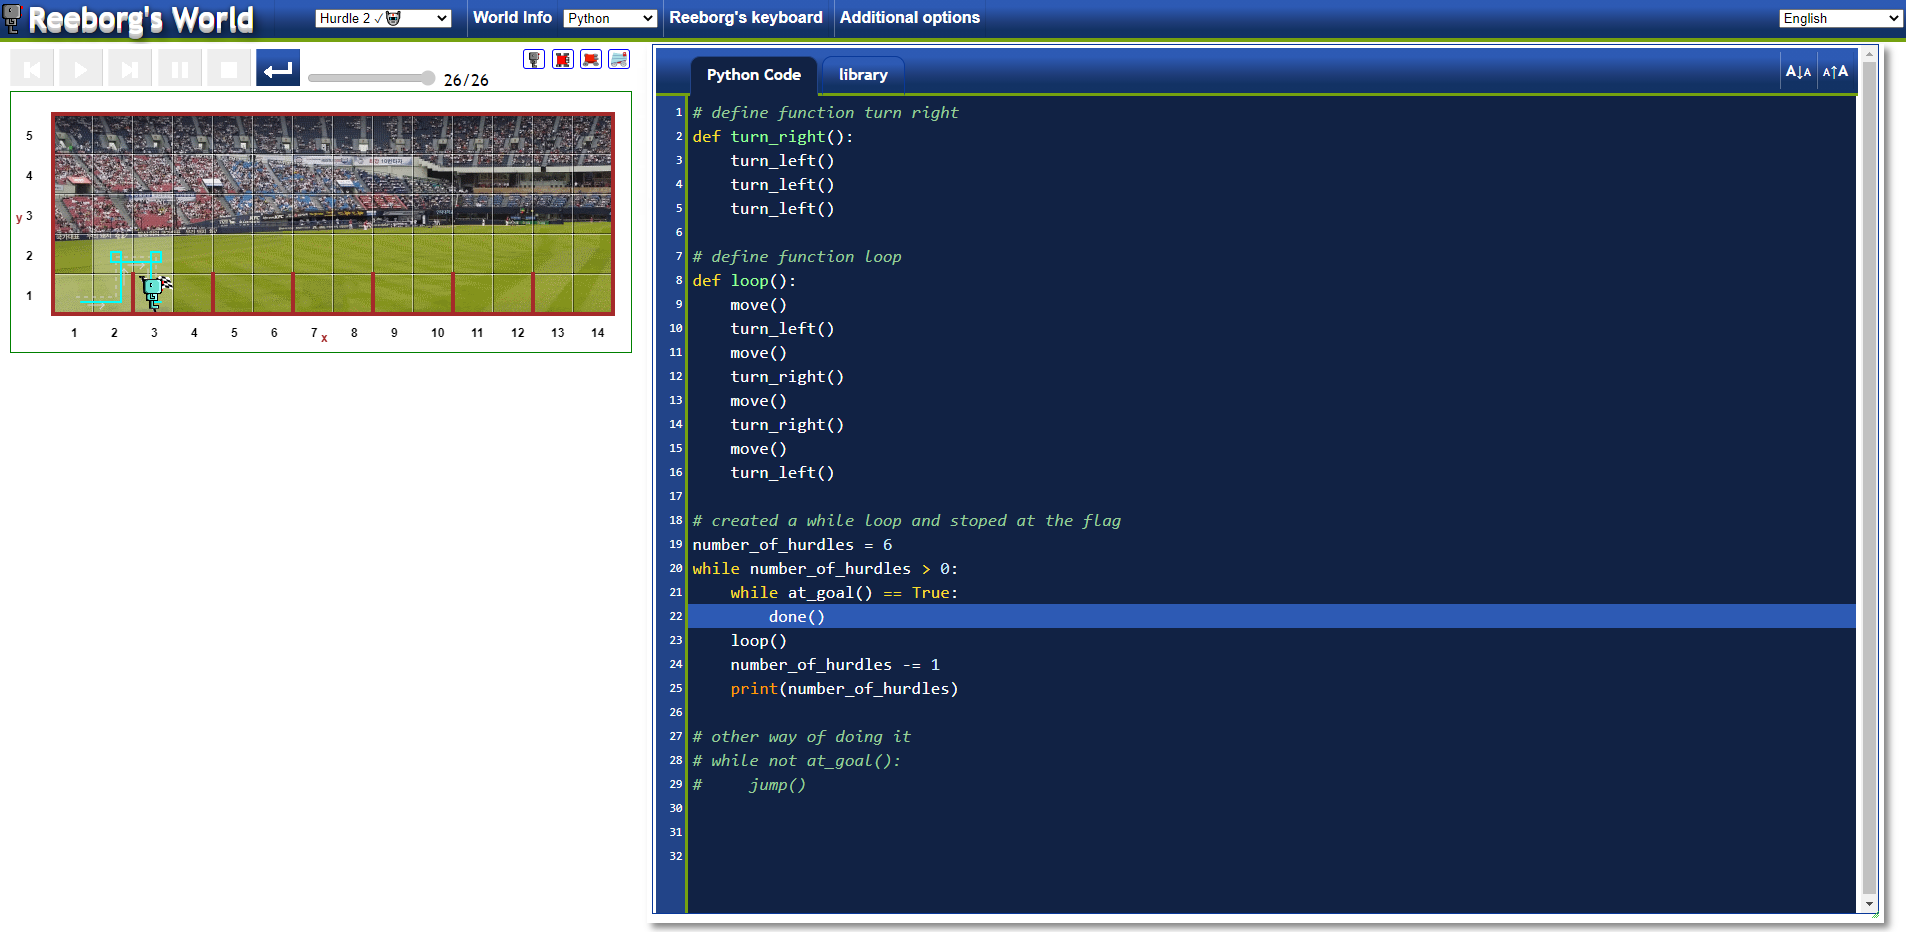 Reeborg's World
Hurdle 2 ✓
World Info
Python
Reeborg's keyboard
Additional options
English
26/26
Python Code
library
A↓A
A↑A
5
4
y 3
2
1
1 2 3 4 5 6 7 x 8 9 10 11 12 13 14
1 # define function turn right
2 def turn_right():
3 turn_left()
4 turn_left()
5 turn_left()
6
7 # define function loop
8 def loop():
9 move()
10 turn_left()
11 move()
12 turn_right()
13 move()
14 turn_right()
15 move()
16 turn_left()
17
18 # created a while loop and stoped at the flag
19 number_of_hurdles = 6
20 while number_of_hurdles > 0:
21 while at_goal() == True:
22 done()
23 loop()
24 number_of_hurdles -= 1
25 print(number_of_hurdles)
26
27 # other way of doing it
28 # while not at_goal():
29 # jump()
30
31
32